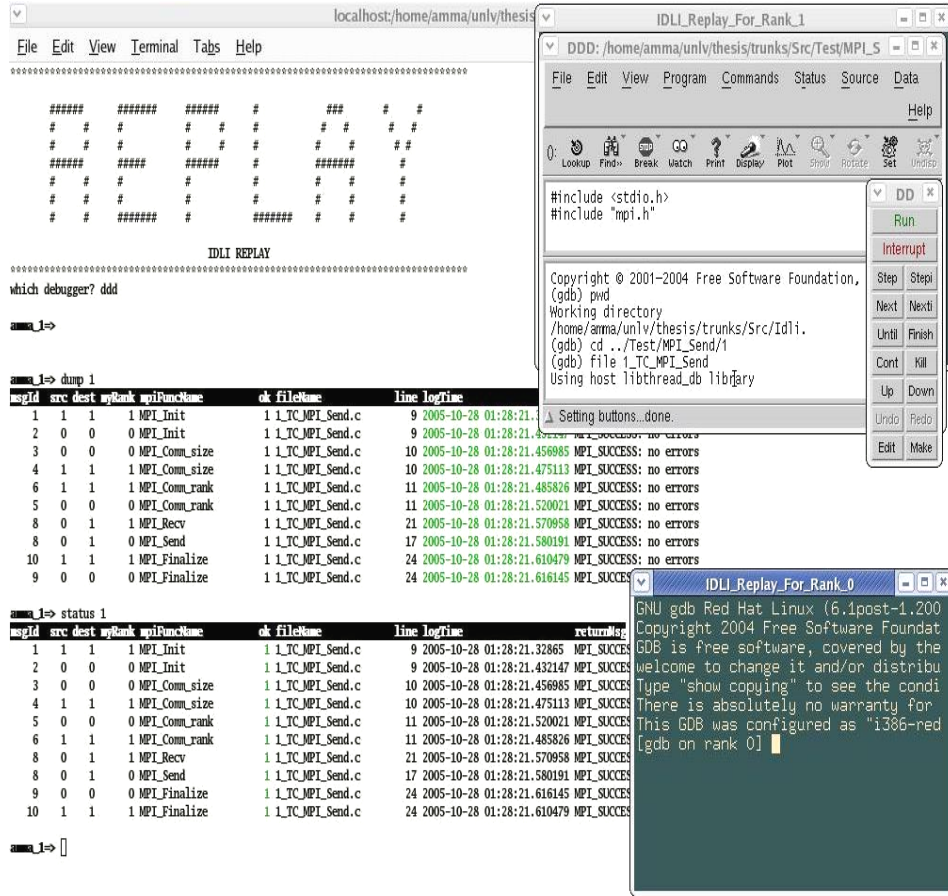 localhost:/home/amma/unlv/thesis
File Edit View Terminal Tabs Help
IDLI REPLAY
which debugger? ddd
amma_1=>
amma_1=> dump 1
msgId src dest myRank mpiFuncName ok fileName line logTime
1 1 1 1 MPI_Init 1 1_TC_MPI_Send.c 9 2005-10-28 01:28:21.
2 0 0 0 MPI_Init 1 1_TC_MPI_Send.c 9 2005-10-28 01:28:21.432147 MPI_SUCCESS: no errors
3 0 0 0 MPI_Comm_size 1 1_TC_MPI_Send.c 10 2005-10-28 01:28:21.456985 MPI_SUCCESS: no errors
4 1 1 1 MPI_Comm_size 1 1_TC_MPI_Send.c 10 2005-10-28 01:28:21.475113 MPI_SUCCESS: no errors
6 1 1 1 MPI_Comm_rank 1 1_TC_MPI_Send.c 11 2005-10-28 01:28:21.485826 MPI_SUCCESS: no errors
5 0 0 0 MPI_Comm_rank 1 1_TC_MPI_Send.c 11 2005-10-28 01:28:21.520021 MPI_SUCCESS: no errors
8 0 1 1 MPI_Recv 1 1_TC_MPI_Send.c 21 2005-10-28 01:28:21.570958 MPI_SUCCESS: no errors
8 0 1 0 MPI_Send 1 1_TC_MPI_Send.c 17 2005-10-28 01:28:21.580191 MPI_SUCCESS: no errors
10 1 1 1 MPI_Finalize 1 1_TC_MPI_Send.c 24 2005-10-28 01:28:21.610479 MPI_SUCCESS: no errors
9 0 0 0 MPI_Finalize 1 1_TC_MPI_Send.c 24 2005-10-28 01:28:21.616145 MPI_SUCCES
amma_1=> status 1
msgId src dest myRank mpiFuncName ok fileName line logTime returnMsg
1 1 1 1 MPI_Init 1 1_TC_MPI_Send.c 9 2005-10-28 01:28:21.32865 MPI_SUCCES
2 0 0 0 MPI_Init 1 1_TC_MPI_Send.c 9 2005-10-28 01:28:21.432147 MPI_SUCCES
3 0 0 0 MPI_Comm_size 1 1_TC_MPI_Send.c 10 2005-10-28 01:28:21.456985 MPI_SUCCES
4 1 1 1 MPI_Comm_size 1 1_TC_MPI_Send.c 10 2005-10-28 01:28:21.475113 MPI_SUCCES
5 0 0 0 MPI_Comm_rank 1 1_TC_MPI_Send.c 11 2005-10-28 01:28:21.520021 MPI_SUCCES
6 1 1 1 MPI_Comm_rank 1 1_TC_MPI_Send.c 11 2005-10-28 01:28:21.485826 MPI_SUCCES
8 0 1 1 MPI_Recv 1 1_TC_MPI_Send.c 21 2005-10-28 01:28:21.570958 MPI_SUCCES
8 0 1 0 MPI_Send 1 1_TC_MPI_Send.c 17 2005-10-28 01:28:21.580191 MPI_SUCCES
9 0 0 0 MPI_Finalize 1 1_TC_MPI_Send.c 24 2005-10-28 01:28:21.616145 MPI_SUCCES
10 1 1 1 MPI_Finalize 1 1_TC_MPI_Send.c 24 2005-10-28 01:28:21.610479 MPI_SUCCES
amma_1=>
IDLI_Replay_For_Rank_1
DDD: /home/amma/unlv/thesis/trunks/Src/Test/MPI_S
File Edit View Program Commands Status Source Data
Help
(): Lookup Find» Break Watch Print Display Plot Show Rotate Set Undisp
#include <stdio.h>
#include "mpi.h"
Copyright © 2001-2004 Free Software Foundation,
(gdb) pwd
Working directory
/home/amma/unlv/thesis/trunks/Src/Idli.
(gdb) cd ../Test/MPI_Send/1
(gdb) file 1_TC_MPI_Send
Using host libthread_db library
Setting buttons...done.
DD
Run
Interrupt
Step Stepi
Next Nexti
Until Finish
Cont Kill
Up Down
Undo Redo
Edit Make
IDLI_Replay_For_Rank_0
GNU gdb Red Hat Linux (6.1post-1.200
Copyright 2004 Free Software Foundat
GDB is free software, covered by the
welcome to change it and/or distribu
Type "show copying" to see the condi
There is absolutely no warranty for
This GDB was configured as "i386-red
[gdb on rank 0]